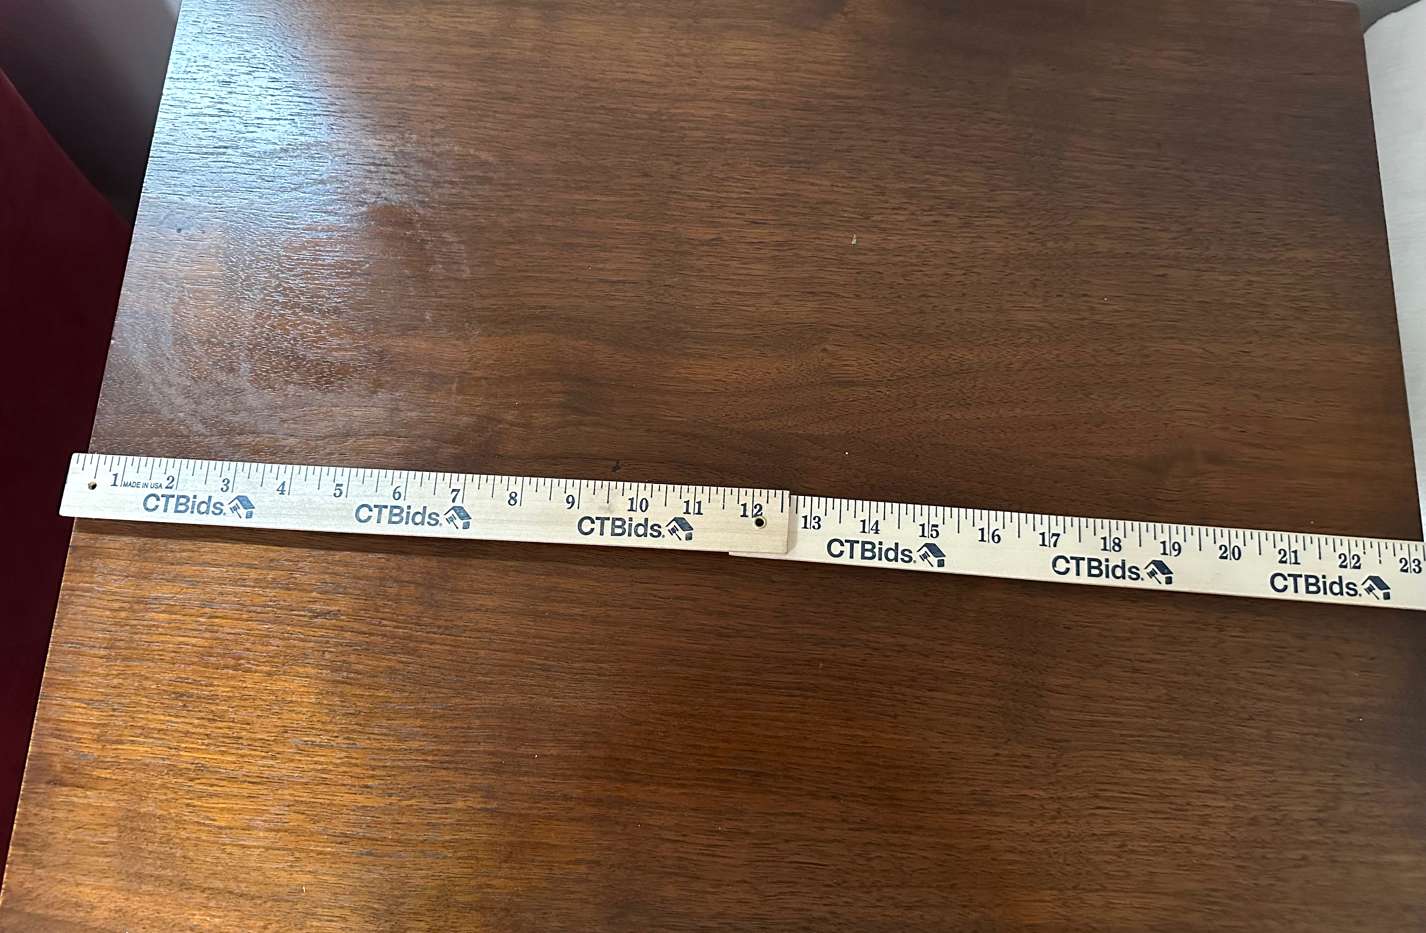 1 MADE IN USA 2 3 4 5 6 7 8 9 10 11 12 13 14 15 16 17 18 19 20 21 22 23
CTBids. CTBids. CTBids. CTBids. CTBids. CTBids.